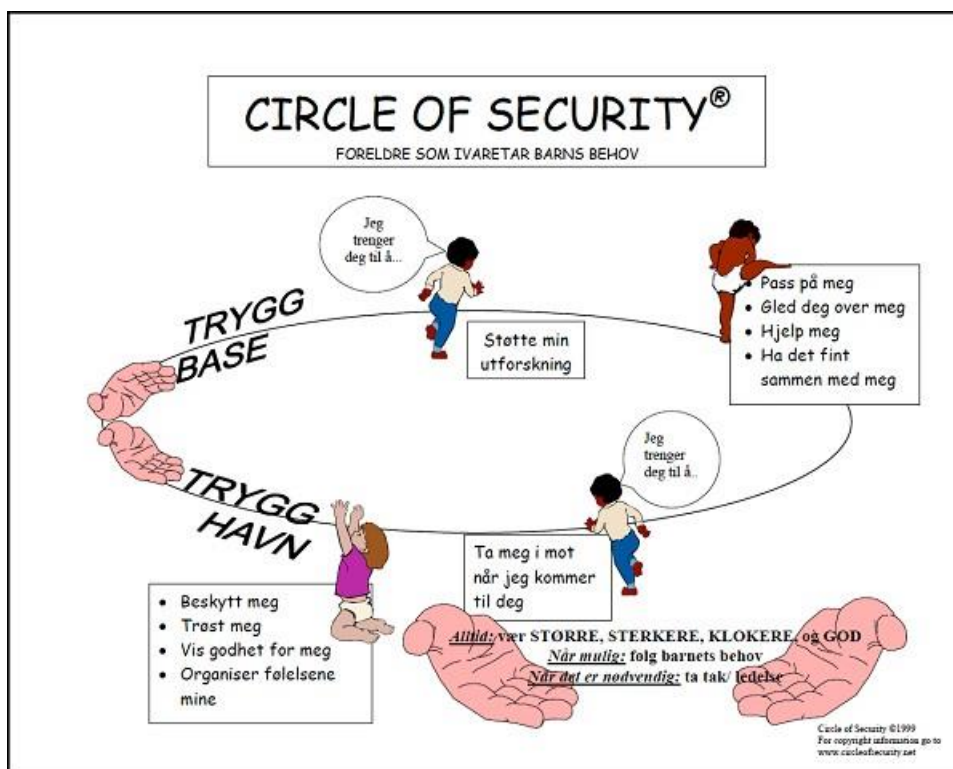 CIRCLE OF SECURITY®
FORELDRE SOM IVARETAR BARNS BEHOV
Jeg
trenger
deg til å...
TRYGG
BASE
Støtte min
utforskning
• Pass på meg
• Gled deg over meg
• Hjelp meg
• Ha det fint
sammen med meg
Jeg
trenger
deg til å..
TRYGG
HAVN
Ta meg i mot
når jeg kommer
til deg
• Beskytt meg
• Trøst meg
• Vis godhet for meg
• Organiser følelsene
mine
Alltid: vær STØRRE, STERKERE, KLOKERE, og GOD
Når mulig: følg barnets behov
Når det er nødvendig: ta tak/ ledelse
Circle of Security ©1999
For copyright information go to
www.circleofsecurity.net